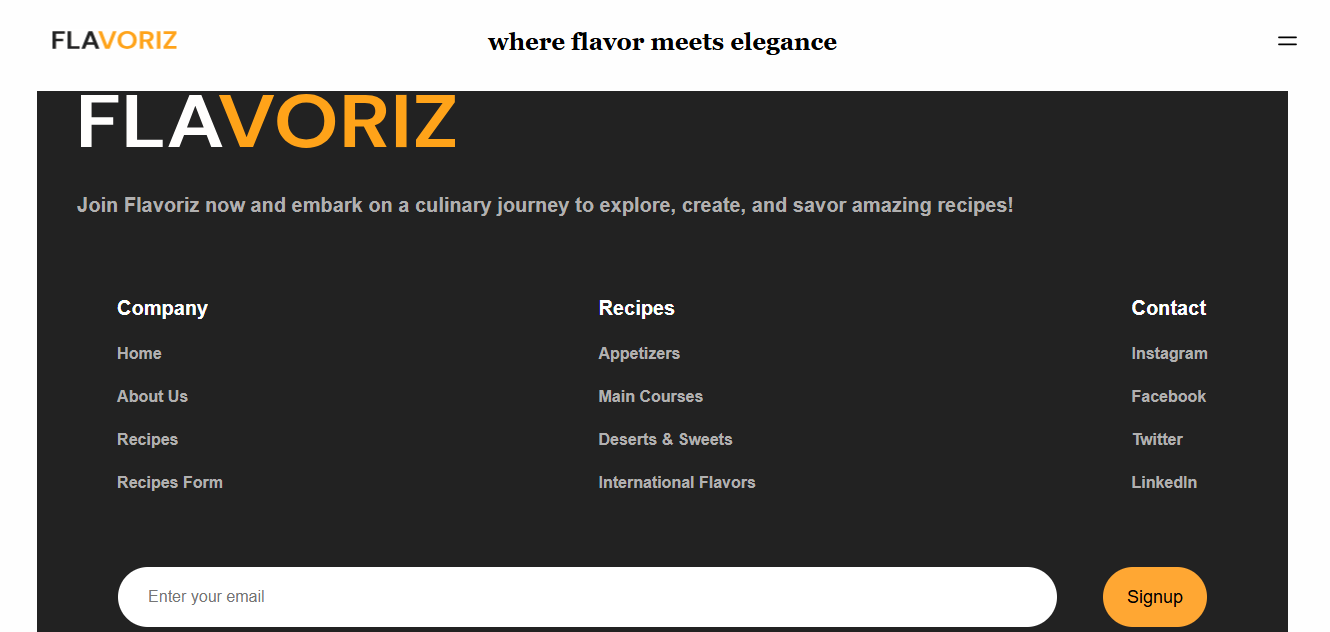 FLAVORIZ
where flavor meets elegance
FLAVORIZ
Join Flavoriz now and embark on a culinary journey to explore, create, and savor amazing recipes!
Company
Home
About Us
Recipes
Recipes Form
Recipes
Appetizers
Main Courses
Deserts & Sweets
International Flavors
Contact
Instagram
Facebook
Twitter
LinkedIn
Enter your email
Signup